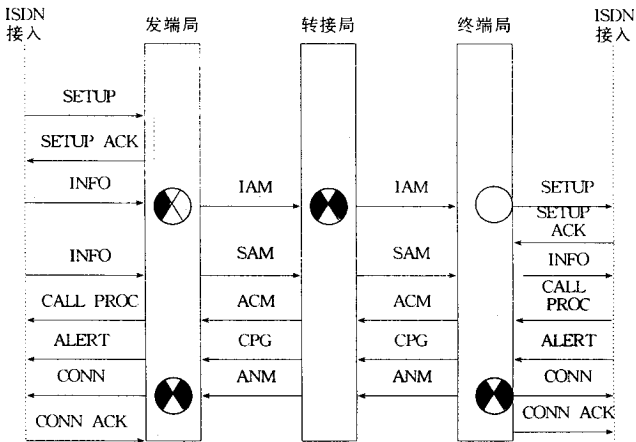 ISDN
接入
发端局
转接局
终端局
ISDN
接入
SETUP
SETUP ACK
INFO
IAM
IAM
SETUP
SETUP
ACK
INFO
SAM
SAM
INFO
CALL PROC
ACM
ACM
CALL
PROC
ALERT
CPG
CPG
ALERT
CONN
ANM
ANM
CONN
CONN ACK
CONN ACK